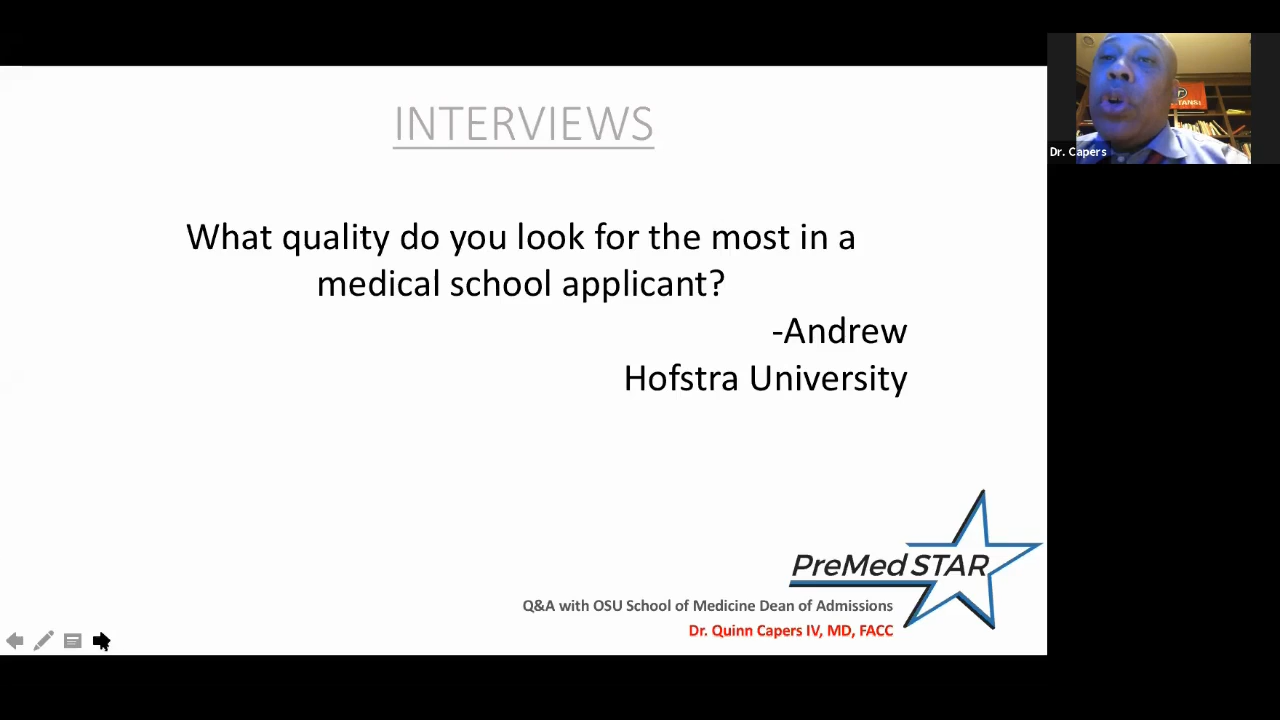 INTERVIEWS
What quality do you look for the most in a
medical school applicant?
-Andrew
Hofstra University
PreMed STAR
Q&A with OSU School of Medicine Dean of Admissions
Dr. Quinn Capers IV, MD, FACC
Dr. Capers